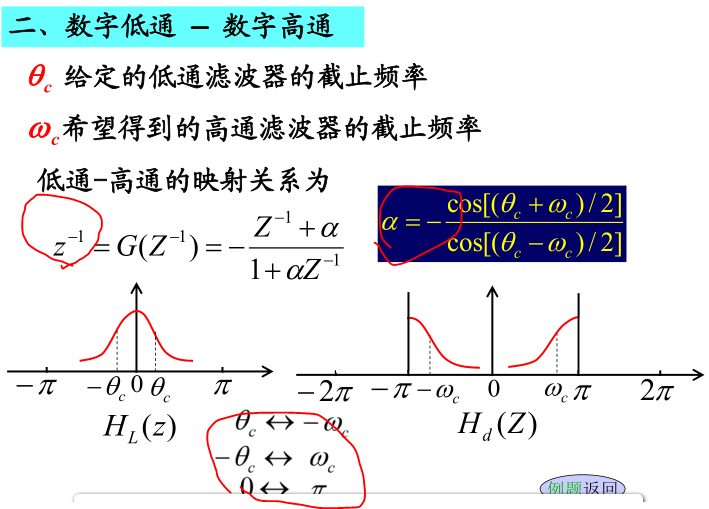 二、数字低通 – 数字高通
θc 给定的低通滤波器的截止频率
ωc希望得到的高通滤波器的截止频率
低通-高通的映射关系为
z⁻¹ = G(Z⁻¹) = − (Z⁻¹ + α) / (1 + αZ⁻¹)
α = − cos[(θc + ωc) / 2] / cos[(θc − ωc) / 2]
−π −θc 0 θc π
−2π −π −ωc 0 ωc π 2π
HL(z)
Hd(Z)
θc ↔ −ωc
−θc ↔ ωc
0 ↔ π
例题返回